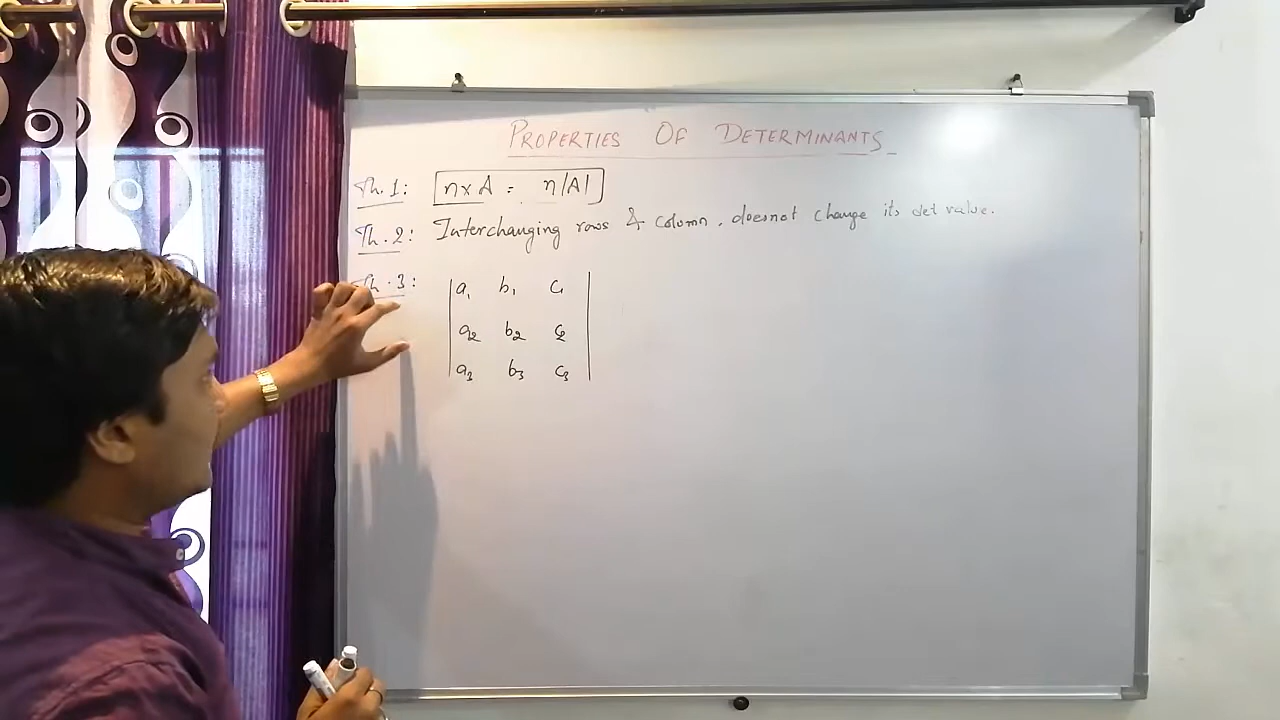 PROPERTIES OF DETERMINANTS
Th. 1: n x A = n|A|
Th. 2: Interchanging rows & column, doesnot change its det value.
Th. 3: | a₁ b₁ c₁ |
| a₂ b₂ c₂ |
| a₃ b₃ c₃ |